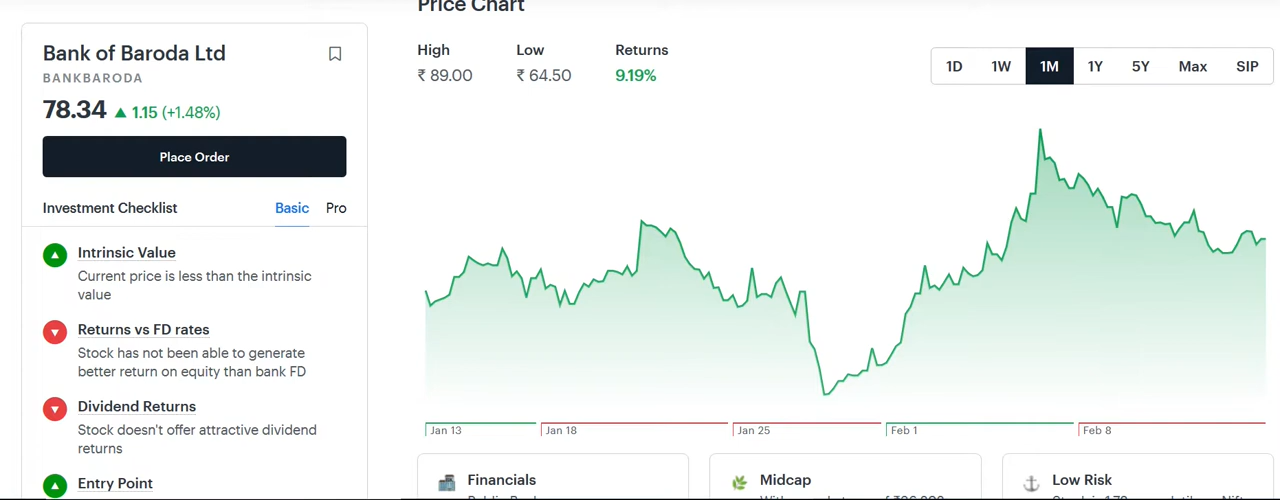 Price Chart
Bank of Baroda Ltd
BANKBARODA
78.34 ▲ 1.15 (+1.48%)
Place Order
Investment Checklist Basic Pro
Intrinsic Value
Current price is less than the intrinsic
value
Returns vs FD rates
Stock has not been able to generate
better return on equity than bank FD
Dividend Returns
Stock doesn't offer attractive dividend
returns
Entry Point
High Low Returns
₹ 89.00 ₹ 64.50 9.19%
1D 1W 1M 1Y 5Y Max SIP
Jan 13 Jan 18 Jan 25 Feb 1 Feb 8
Financials
Midcap
Low Risk